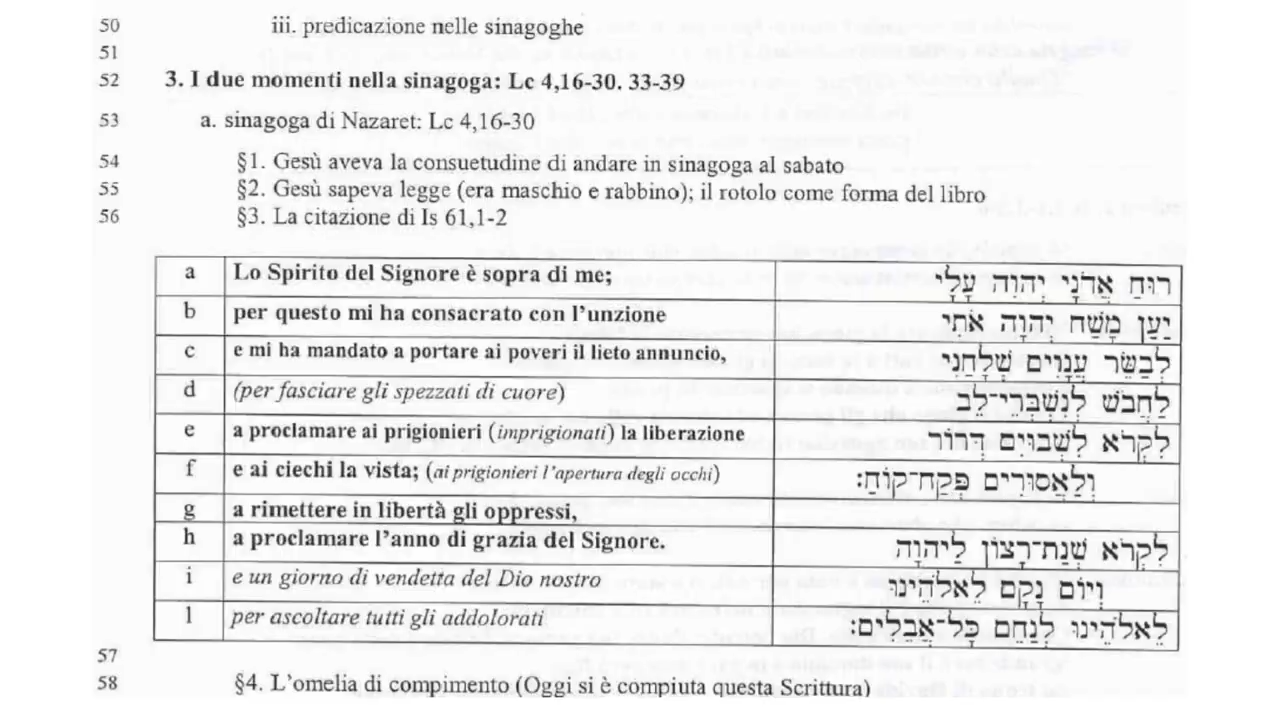 50 iii. predicazione nelle sinagoghe
51
52 3. I due momenti nella sinagoga: Lc 4,16-30. 33-39
53 a. sinagoga di Nazaret: Lc 4,16-30
54 §1. Gesù aveva la consuetudine di andare in sinagoga al sabato
55 §2. Gesù sapeva legge (era maschio e rabbino); il rotolo come forma del libro
56 §3. La citazione di Is 61,1-2
a Lo Spirito del Signore è sopra di me; רוּחַ אֲדֹנָי יְהוִה עָלָי
b per questo mi ha consacrato con l’unzione יַעַן מָשַׁח יְהוָה אֹתִי
c e mi ha mandato a portare ai poveri il lieto annuncio, לְבַשֵּׂר עֲנָוִים שְׁלָחַנִי
d (per fasciare gli spezzati di cuore) לַחֲבֹשׁ לְנִשְׁבְּרֵי־לֵב
e a proclamare ai prigionieri (imprigionati) la liberazione לִקְרֹא לִשְׁבוּיִם דְּרוֹר
f e ai ciechi la vista; (ai prigionieri l’apertura degli occhi) וְלַאֲסוּרִים פְּקַח־קוֹחַ׃
g a rimettere in libertà gli oppressi,
h a proclamare l’anno di grazia del Signore. לִקְרֹא שְׁנַת־רָצוֹן לַיהוָה
i e un giorno di vendetta del Dio nostro וְיוֹם נָקָם לֵאלֹהֵינוּ
l per ascoltare tutti gli addolorati לֵאלֹהֵינוּ לְנַחֵם כָּל־אֲבֵלִים׃
57
58 §4. L’omelia di compimento (Oggi si è compiuta questa Scrittura)